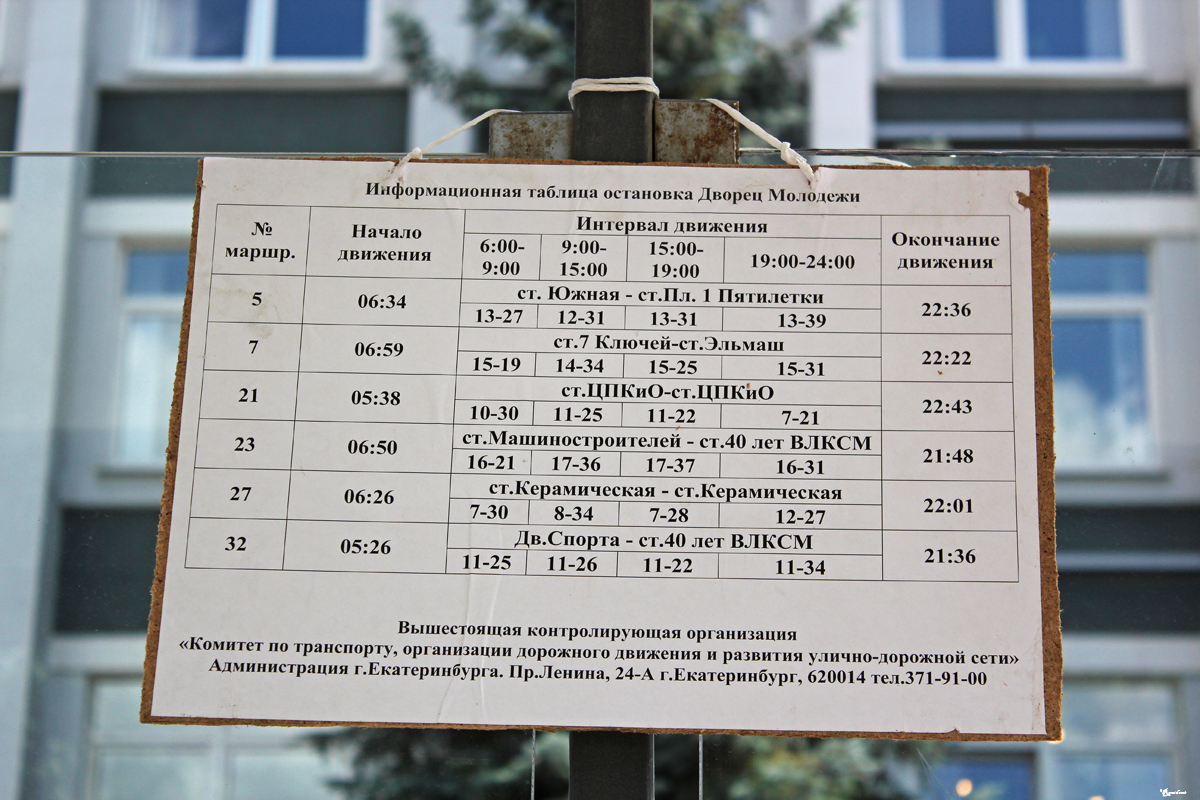 Информационная таблица остановка Дворец Молодежи
№ маршр. Начало движения Интервал движения Окончание движения
6:00-9:00 9:00-15:00 15:00-19:00 19:00-24:00
5 06:34 ст. Южная - ст.Пл. 1 Пятилетки 22:36
13-27 12-31 13-31 13-39
7 06:59 ст.7 Ключей-ст.Эльмаш 22:22
15-19 14-34 15-25 15-31
21 05:38 ст.ЦПКиО-ст.ЦПКиО 22:43
10-30 11-25 11-22 7-21
23 06:50 ст.Машиностроителей - ст.40 лет ВЛКСМ 21:48
16-21 17-36 17-37 16-31
27 06:26 ст.Керамическая - ст.Керамическая 22:01
7-30 8-34 7-28 12-27
32 05:26 Дв.Спорта - ст.40 лет ВЛКСМ 21:36
11-25 11-26 11-22 11-34
Вышестоящая контролирующая организация
«Комитет по транспорту, организации дорожного движения и развития улично-дорожной сети»
Администрация г.Екатеринбурга. Пр.Ленина, 24-А г.Екатеринбург, 620014 тел.371-91-00